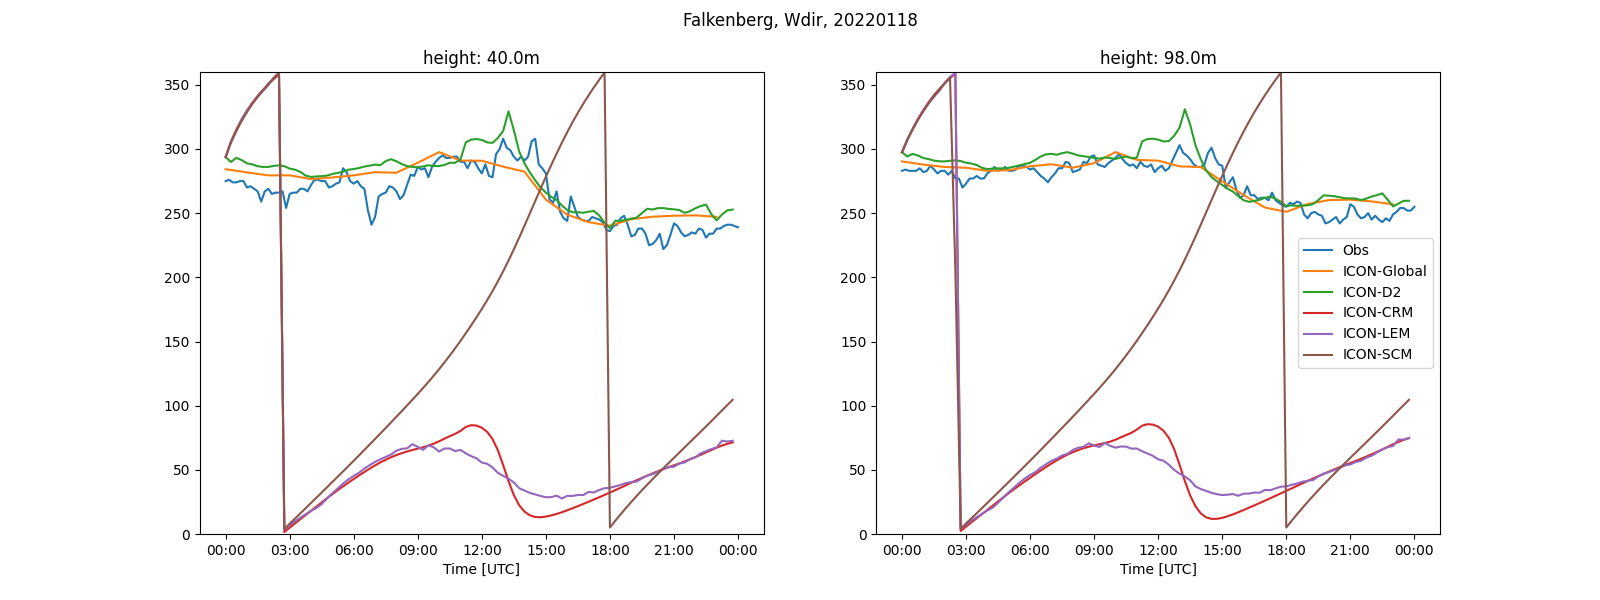 Falkenberg, Wdir, 20220118
height: 40.0m
350
300
250
200
150
100
50
0
00:00 03:00 06:00 09:00 12:00 15:00 18:00 21:00 00:00
Time [UTC]
height: 98.0m
350
300
250
200
150
100
50
0
Obs
ICON-Global
ICON-D2
ICON-CRM
ICON-LEM
ICON-SCM
00:00 03:00 06:00 09:00 12:00 15:00 18:00 21:00 00:00
Time [UTC]